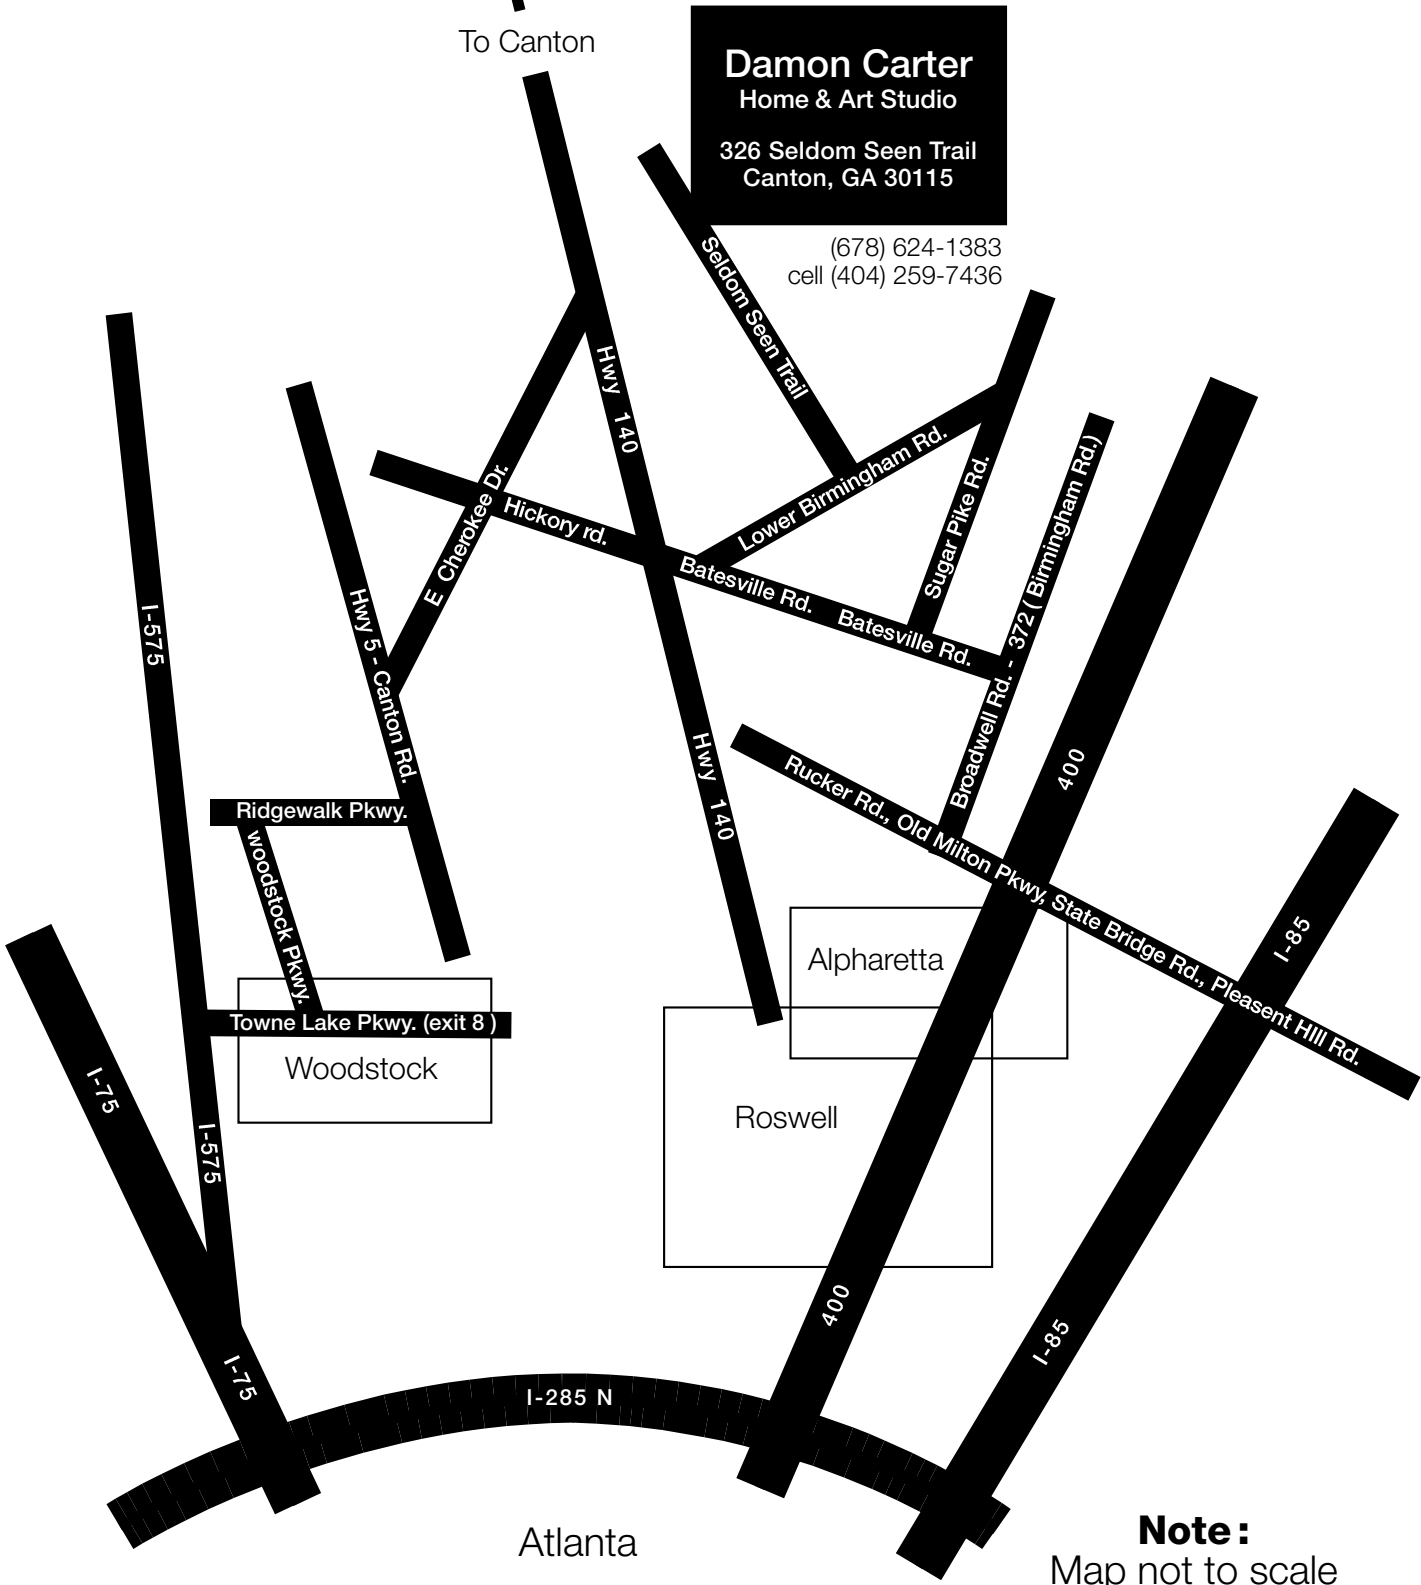 To Canton
Damon Carter
Home & Art Studio
326 Seldom Seen Trail
Canton, GA 30115
(678) 624-1383
cell (404) 259-7436
Seldom Seen Trail
Hwy 140
Lower Birmingham Rd.
Sugar Pike Rd.
Broadwell Rd. - 372 ( Birmingham Rd.)
E Cherokee Dr.
Hickory rd.
Batesville Rd.
Batesville Rd.
I-575
Hwy 5 - Canton Rd.
Hwy 140
400
Rucker Rd., Old Milton Pkwy, State Bridge Rd., Pleasent HIll Rd.
Ridgewalk Pkwy.
woodstock Pkwy.
I-85
Alpharetta
Towne Lake Pkwy. (exit 8 )
Woodstock
I-75
Roswell
I-575
400
I-85
I-75
I-285 N
Atlanta
Note:
Map not to scale